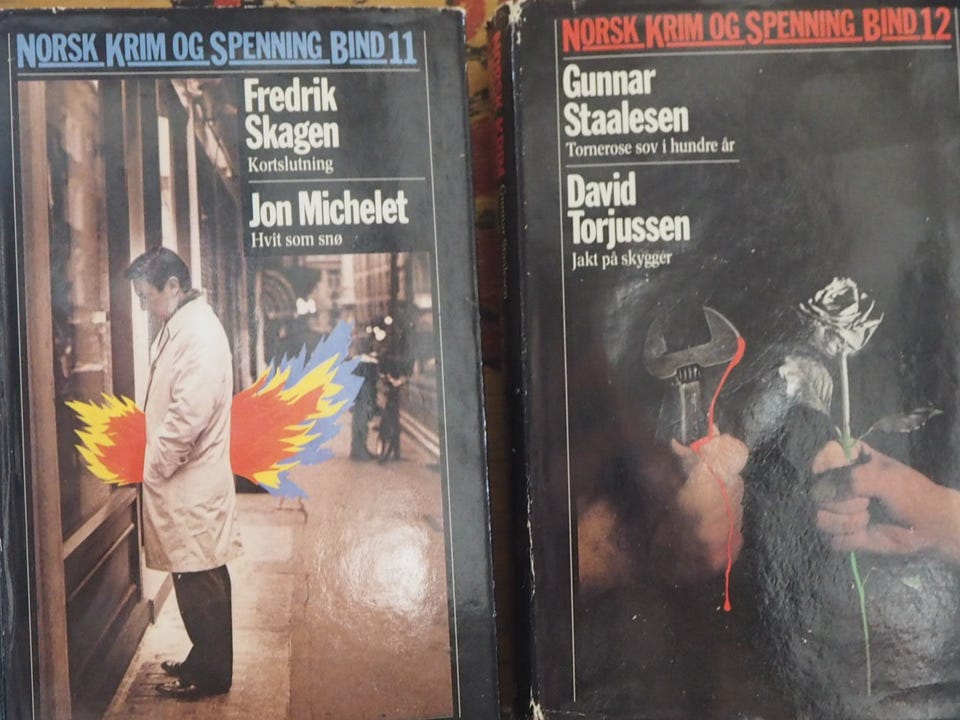 NORSK KRIM OG SPENNING BIND 11
Fredrik
Skagen
Kortslutning
Jon Michelet
Hvit som snø
NORSK KRIM OG SPENNING BIND 12
Gunnar
Staalesen
Tornerose sov i hundre år
David
Torjussen
Jakt på skygger